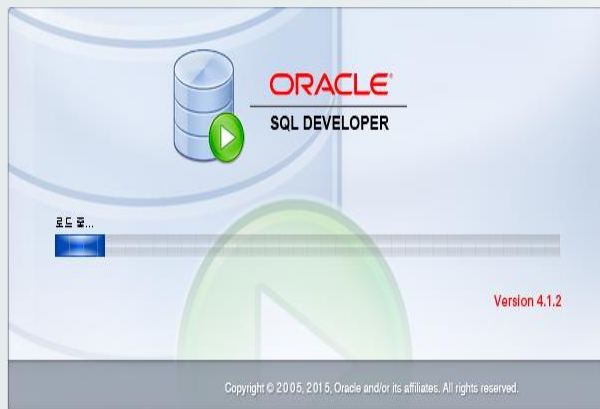 ORACLE
SQL DEVELOPER
로드 중...
Version 4.1.2
Copyright © 2005, 2015, Oracle and/or its affiliates. All rights reserved.